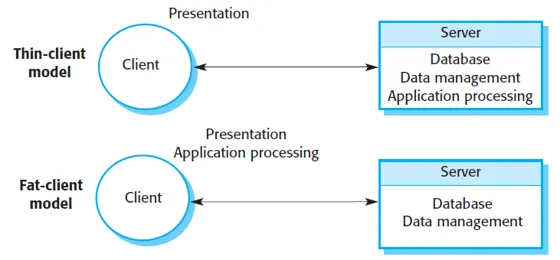 Presentation
Thin-client
model
Client
Server
Database
Data management
Application processing
Presentation
Application processing
Fat-client
model
Client
Server
Database
Data management